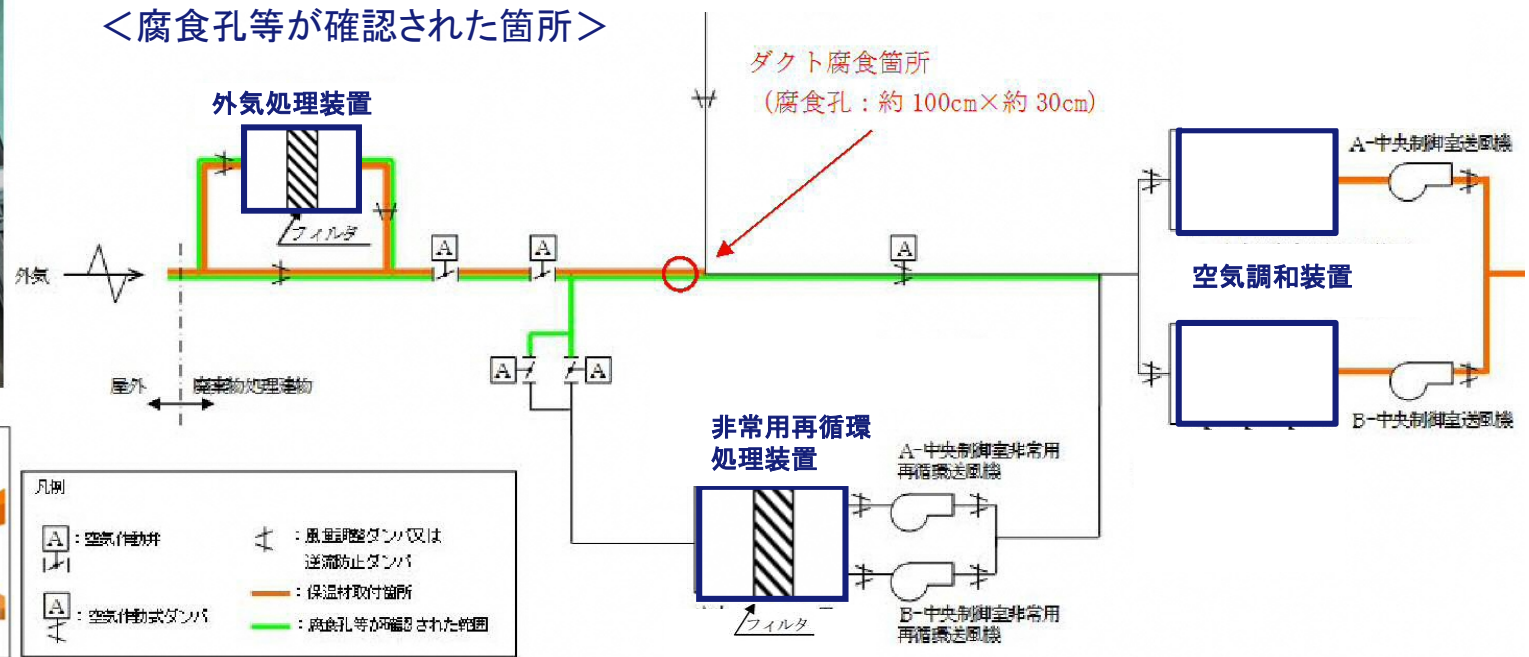 <腐食孔等が確認された箇所>
ダクト腐食箇所
(腐食孔：約 100cm×約 30cm)
外気処理装置
フィルタ
A-中央制御室送風機
A
A
A
外気
空気調和装置
屋外
廃棄物処理建物
A
A
B-中央制御室送風機
非常用再循環
処理装置
A-中央制御室非常用
再循環送風機
フィルタ
B-中央制御室非常用
再循環送風機
凡例
A：空気作動弁
：風量調整ダンパ又は
逆流防止ダンパ
：保温材取付箇所
A：空気作動式ダンパ
：腐食孔等が確認された範囲